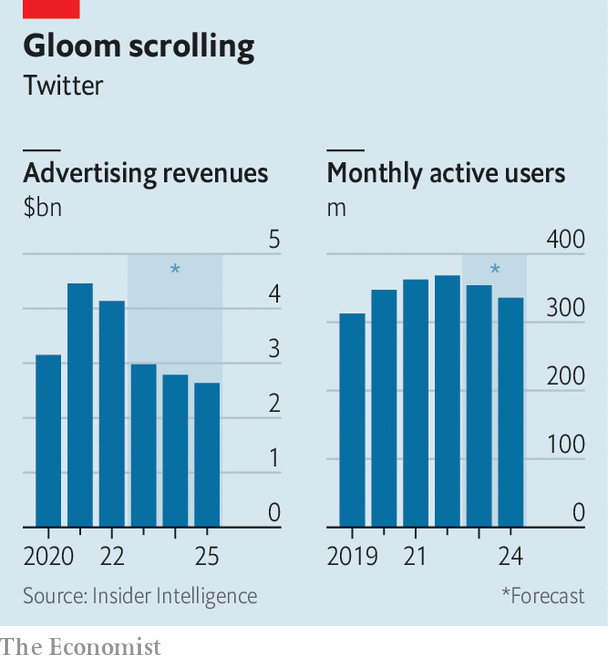 Gloom scrolling
Twitter
Advertising revenues
$bn
5
*
4
3
2
1
0
2020 22 25
Monthly active users
m
400
*
300
200
100
0
2019 21 24
Source: Insider Intelligence
*Forecast
The Economist